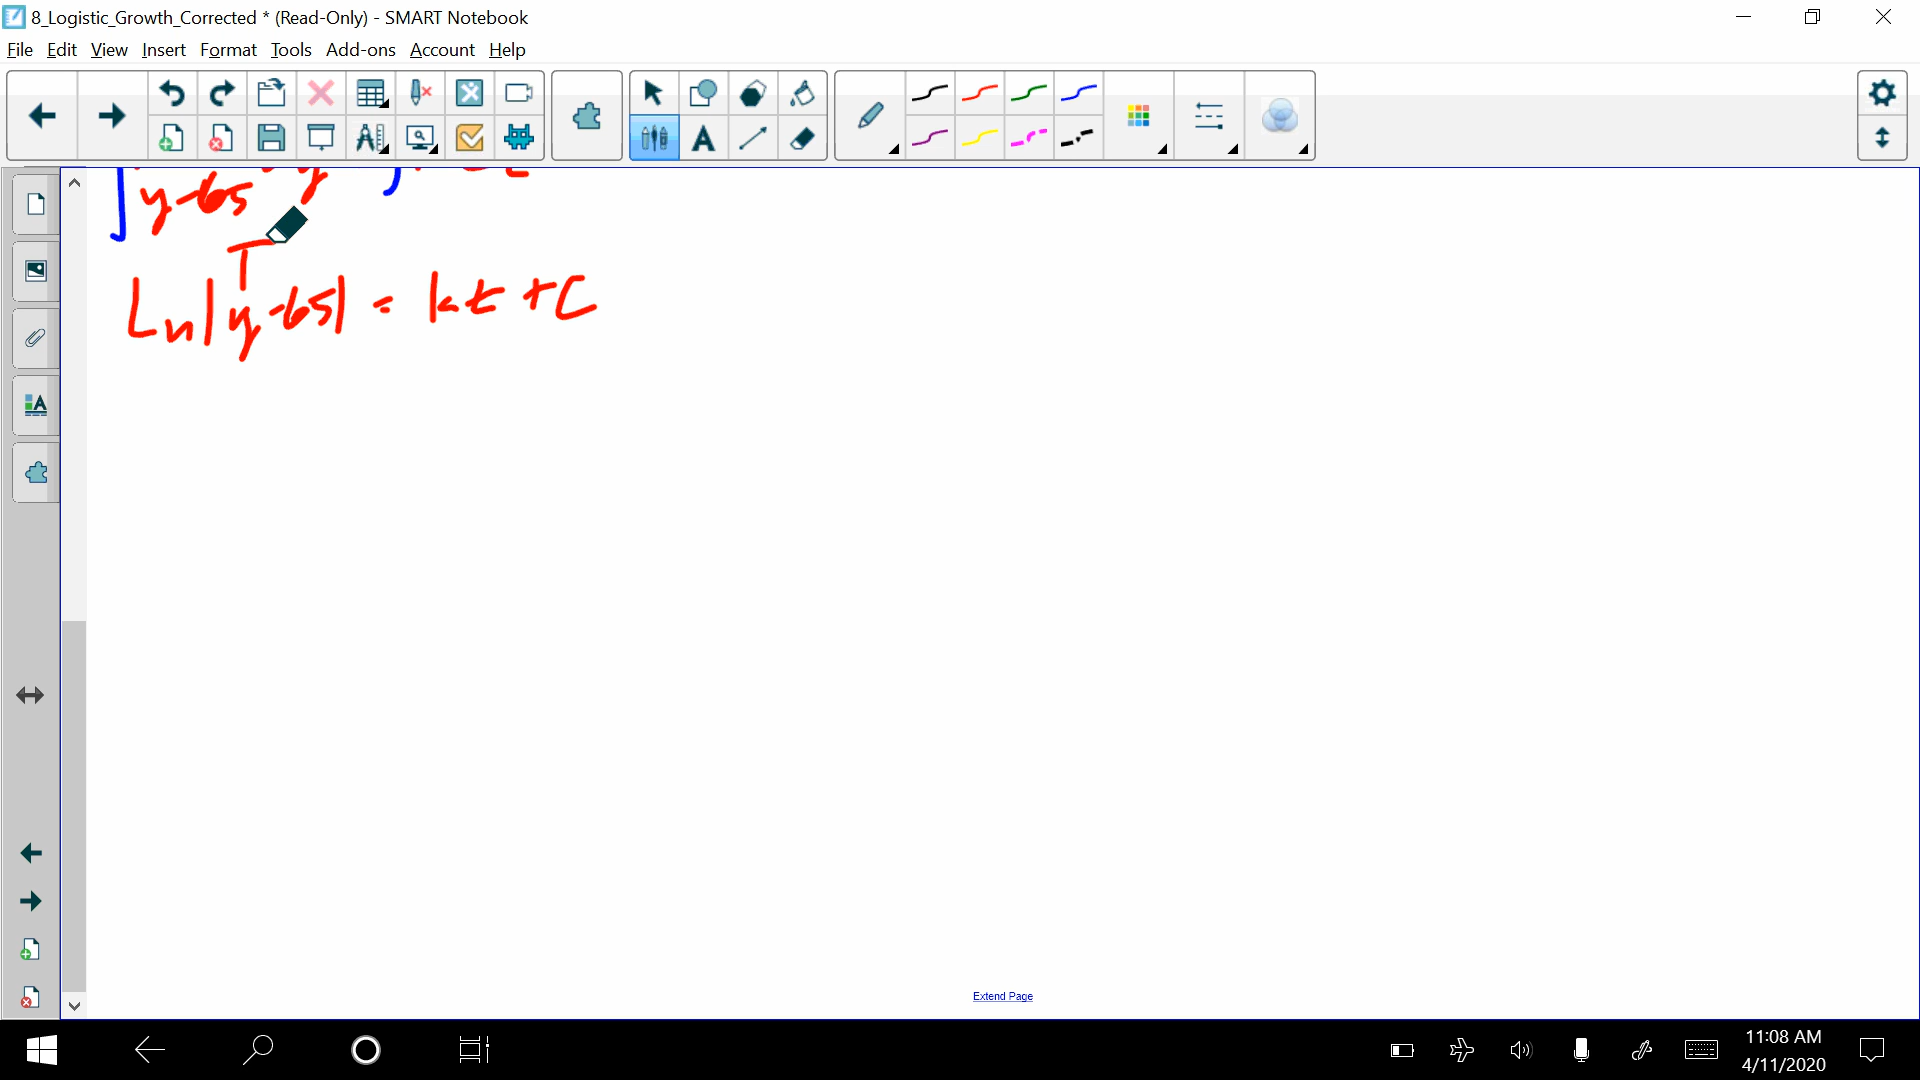 8_Logistic_Growth_Corrected * (Read-Only) - SMART Notebook
File Edit View Insert Format Tools Add-ons Account Help
∫ y-65
T
Ln|y-65| = kt + C
Extend Page
11:08 AM
4/11/2020